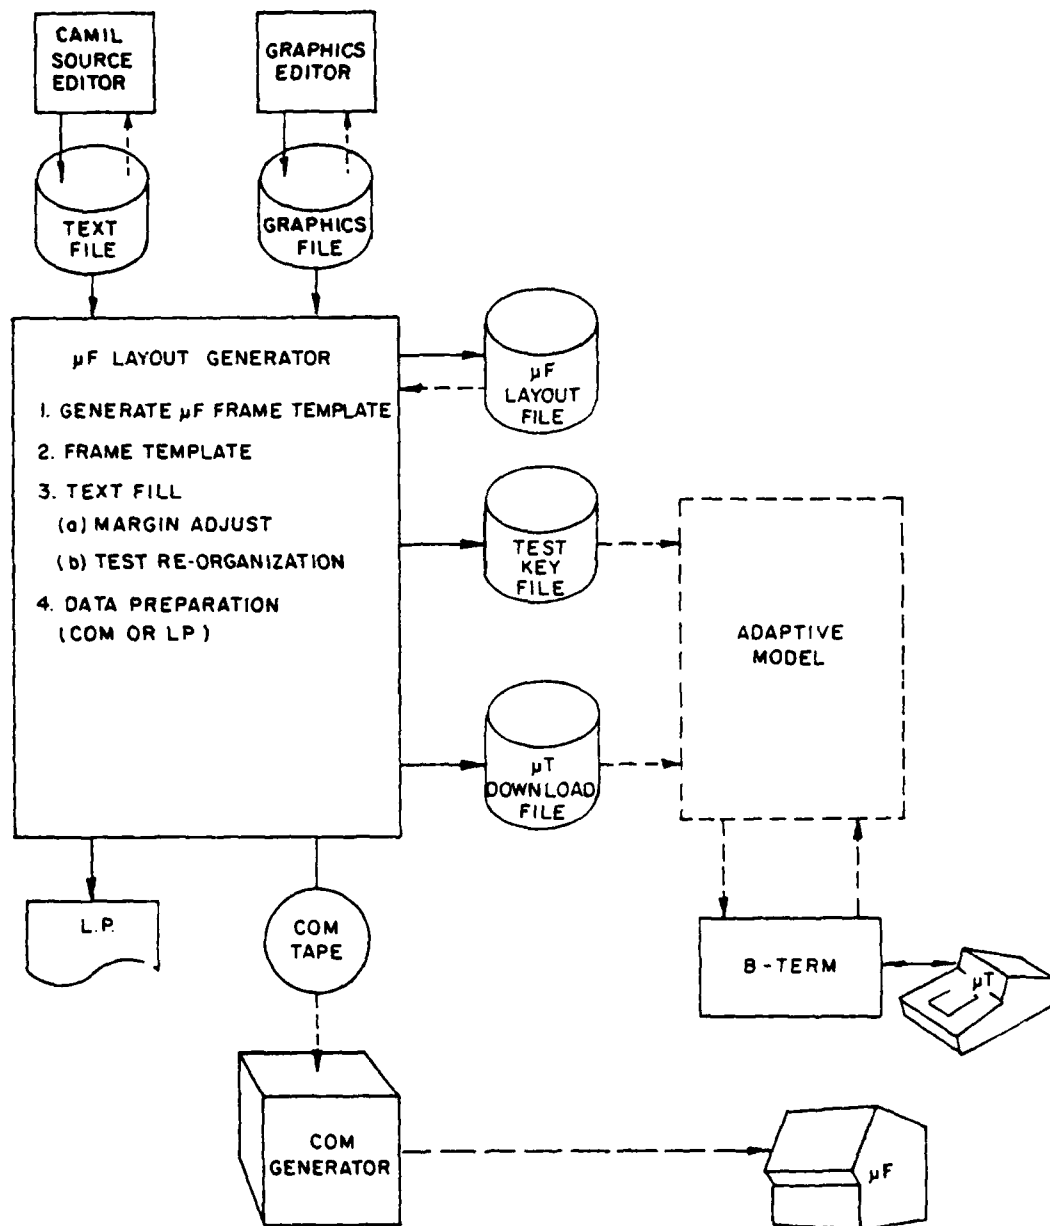 CAMIL
SOURCE
EDITOR
GRAPHICS
EDITOR
TEXT
FILE
GRAPHICS
FILE
µF LAYOUT GENERATOR
1. GENERATE µF FRAME TEMPLATE
2. FRAME TEMPLATE
3. TEXT FILL
(a) MARGIN ADJUST
(b) TEST RE-ORGANIZATION
4. DATA PREPARATION
(COM OR LP)
µF
LAYOUT
FILE
TEST
KEY
FILE
ADAPTIVE
MODEL
µT
DOWNLOAD
FILE
L.P.
COM
TAPE
B-TERM
µT
COM
GENERATOR
µF